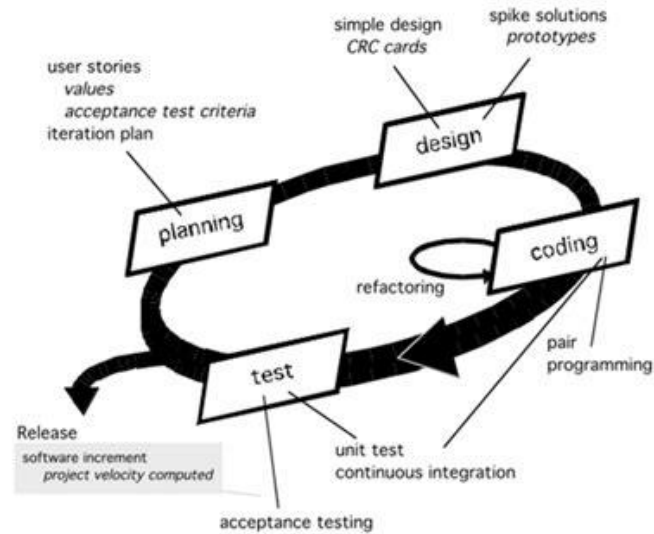 simple design
CRC cards
spike solutions
prototypes
user stories
values
acceptance test criteria
iteration plan
design
planning
coding
refactoring
test
pair
programming
Release
software increment
project velocity computed
unit test
continuous integration
acceptance testing